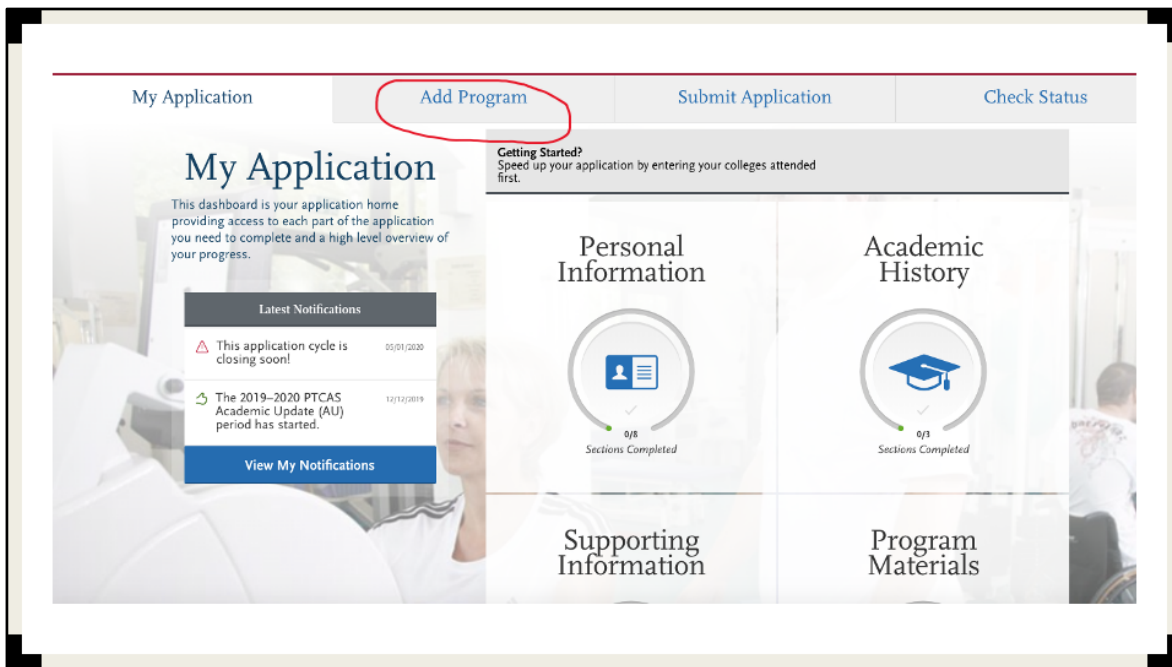 My Application
Add Program
Submit Application
Check Status
My Application
This dashboard is your application home
providing access to each part of the application
you need to complete and a high level overview of
your progress.
Latest Notifications
This application cycle is
closing soon!
05/01/2020
The 2019–2020 PTCAS
Academic Update (AU)
period has started.
12/12/2019
View My Notifications
Getting Started?
Speed up your application by entering your colleges attended
first.
Personal
Information
0/8
Sections Completed
Academic
History
0/3
Sections Completed
Supporting
Information
Program
Materials